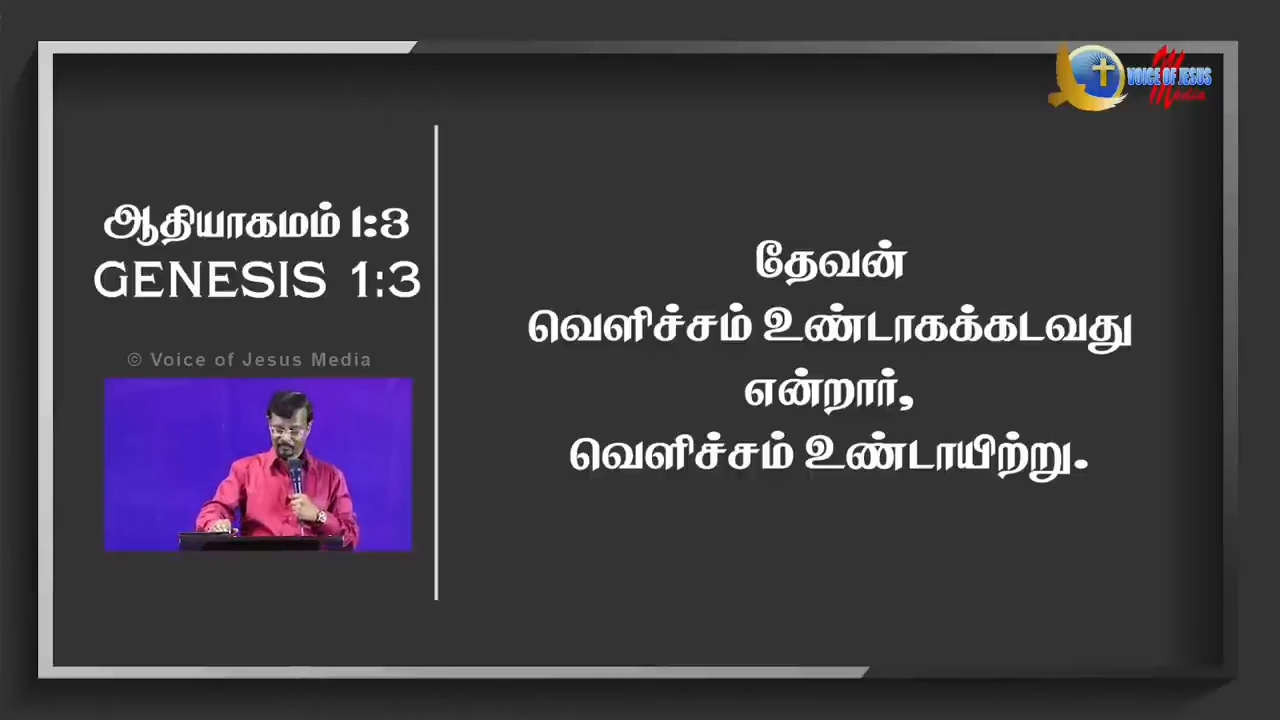 VOICE OF JESUS
Media
ஆதியாகமம் 1:3
GENESIS 1:3
© Voice of Jesus Media
தேவன்
வெளிச்சம் உண்டாகக்கடவது
என்றார்,
வெளிச்சம் உண்டாயிற்று.